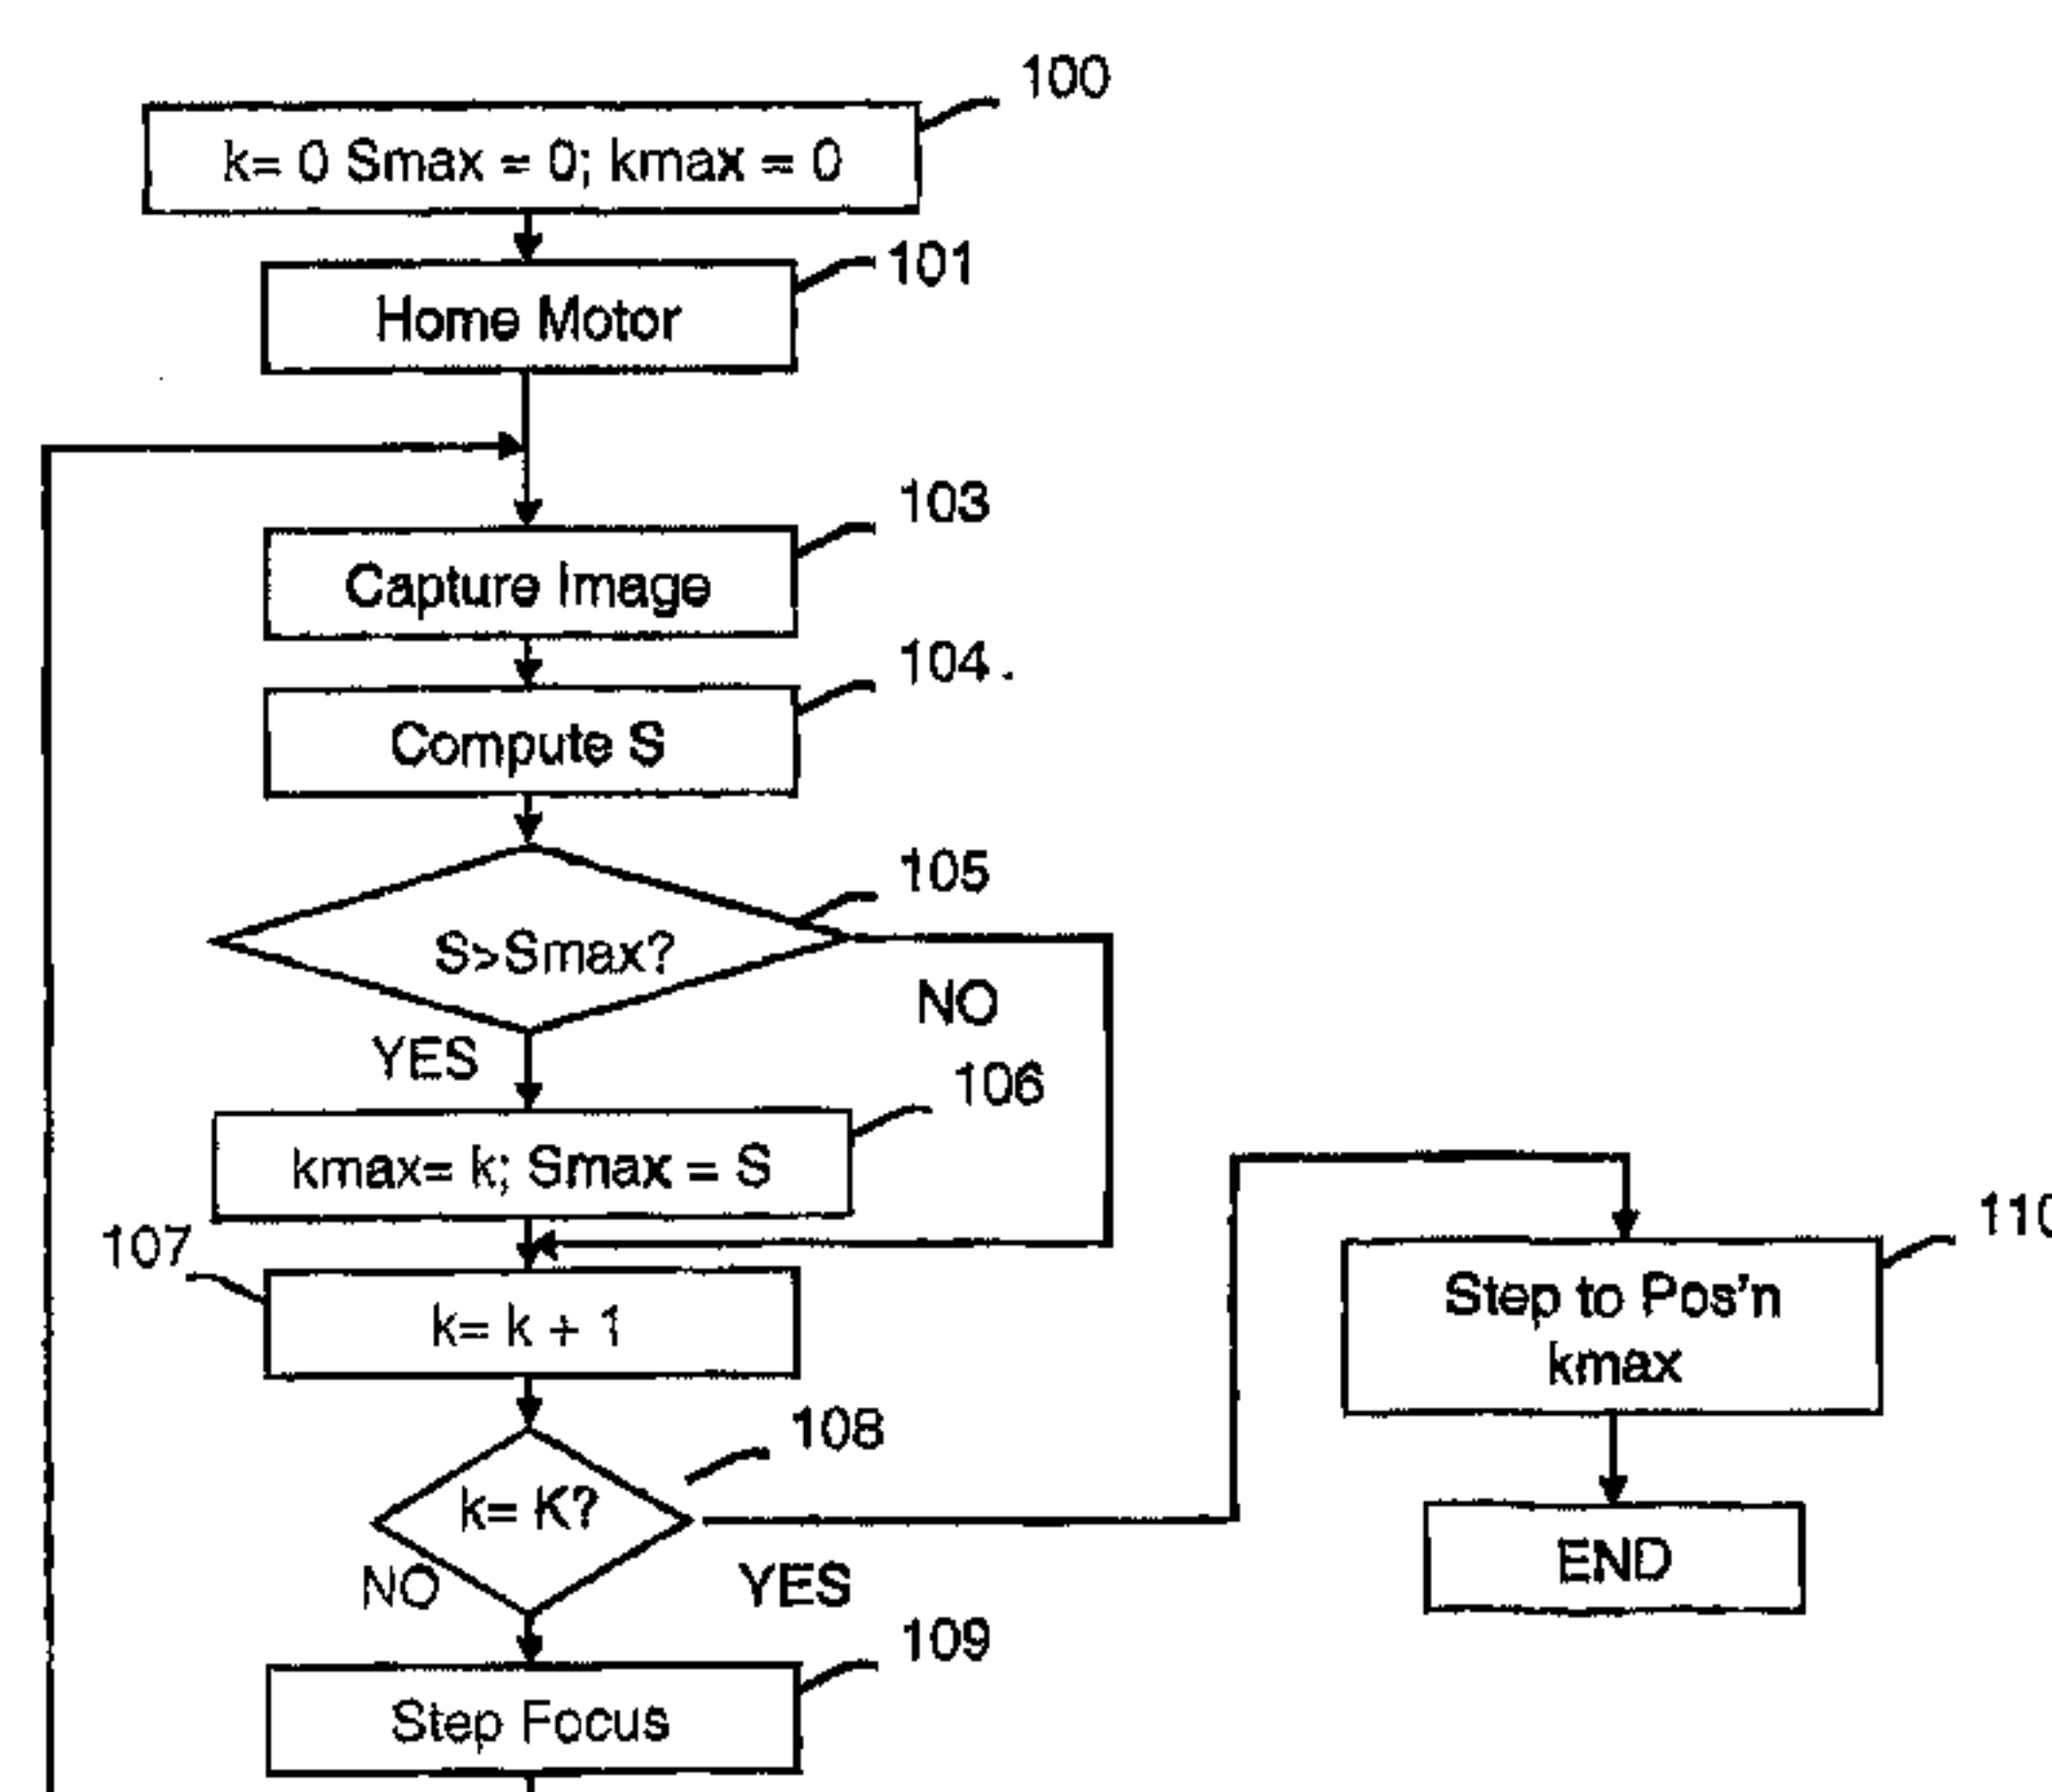 100
k= 0 Smax = 0; kmax = 0
101
Home Motor
103
Capture Image
104.
Compute S
105
S>Smax?
NO
YES
106
kmax= k; Smax = S
107
k= k + 1
108
k= K?
NO
YES
109
Step Focus
110
Step to Pos'n
kmax
END